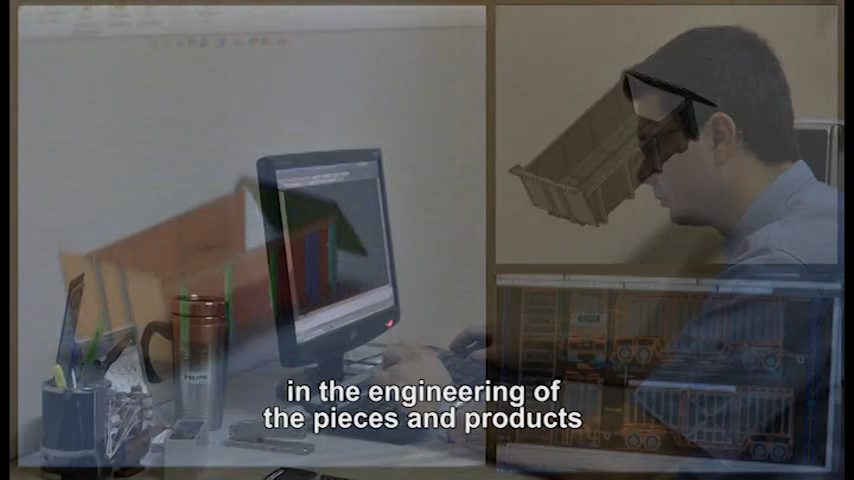 in the engineering of
the pieces and products